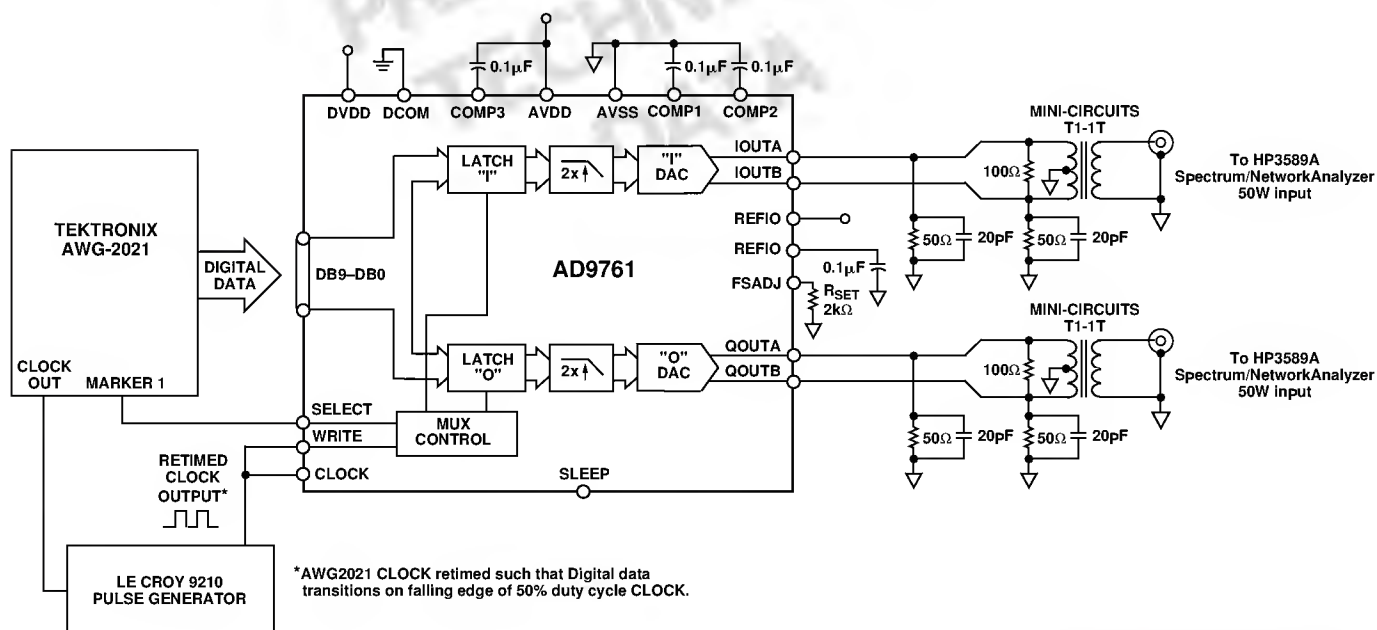 PRELIMINARY
TECHNICAL
DATA
0.1µF
0.1µF
0.1µF
DVDD
DCOM
COMP3
AVDD
AVSS
COMP1
COMP2
TEKTRONIX
AWG-2021
CLOCK
OUT
MARKER 1
DIGITAL
DATA
DB9–DB0
LATCH
"I"
2x
"I"
DAC
AD9761
LATCH
"O"
2x
"O"
DAC
MUX
CONTROL
SELECT
WRITE
CLOCK
SLEEP
IOUTA
IOUTB
REFIO
REFIO
FSADJ
QOUTA
QOUTB
0.1µF
RSET
2kΩ
MINI-CIRCUITS
T1-1T
100Ω
50Ω
20pF
50Ω
20pF
To HP3589A
Spectrum/NetworkAnalyzer
50W input
MINI-CIRCUITS
T1-1T
100Ω
50Ω
20pF
50Ω
20pF
To HP3589A
Spectrum/NetworkAnalyzer
50W input
RETIMED
CLOCK
OUTPUT*
LE CROY 9210
PULSE GENERATOR
*AWG2021 CLOCK retimed such that Digital data
transitions on falling edge of 50% duty cycle CLOCK.